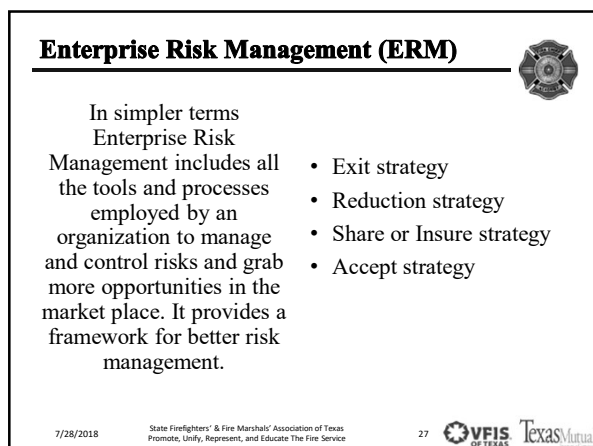 Enterprise Risk Management (ERM)
In simpler terms
Enterprise Risk
Management includes all
the tools and processes
employed by an
organization to manage
and control risks and grab
more opportunities in the
market place. It provides a
framework for better risk
management.
• Exit strategy
• Reduction strategy
• Share or Insure strategy
• Accept strategy
7/28/2018
State Firefighters' & Fire Marshals' Association of Texas
Promote, Unify, Represent, and Educate The Fire Service
27
VFIS
OF TEXAS
TexasMutua